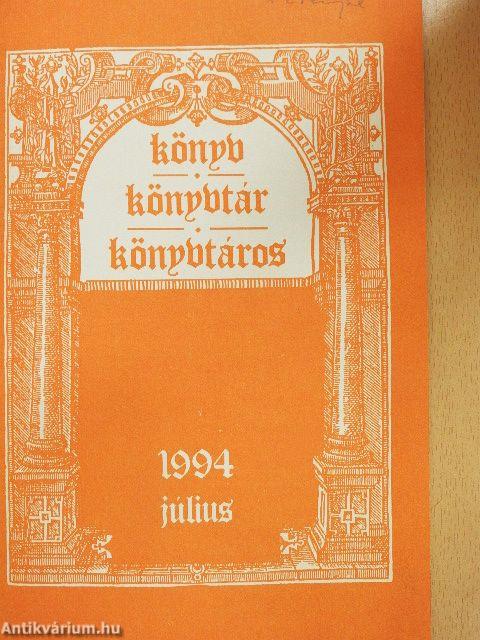 könyv
könyvtár
könyvtáros
1994
július
Antikvárium.hu